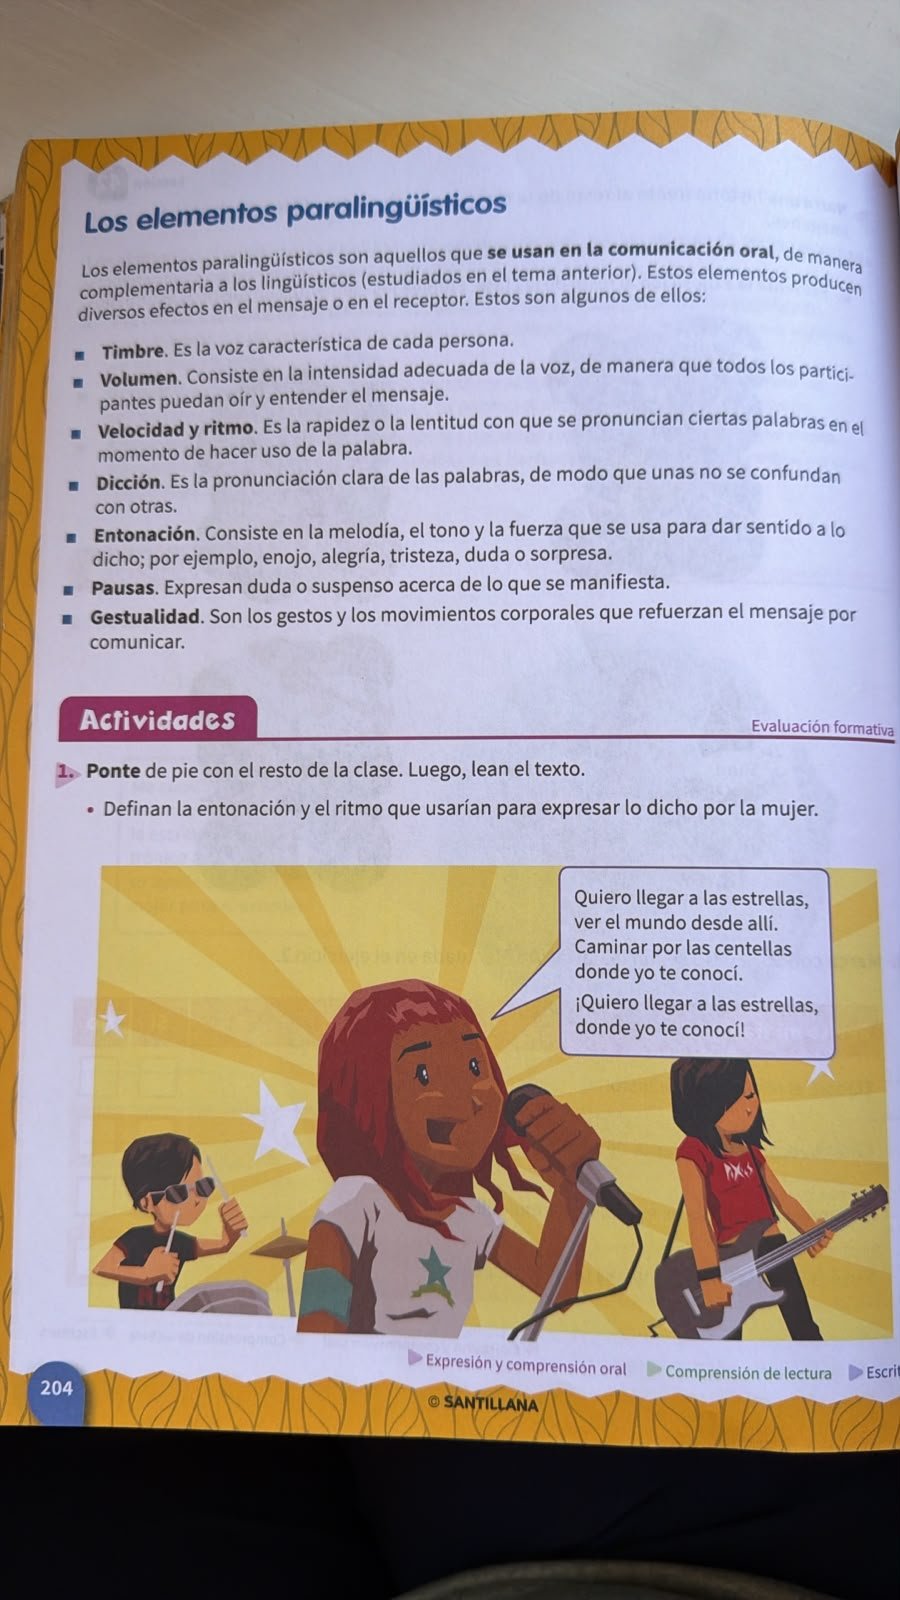 Los elementos paralingüísticos
Los elementos paralingüísticos son aquellos que se usan en la comunicación oral, de manera
complementaria a los lingüísticos (estudiados en el tema anterior). Estos elementos producen
diversos efectos en el mensaje o en el receptor. Estos son algunos de ellos:
Timbre. Es la voz característica de cada persona.
Volumen. Consiste en la intensidad adecuada de la voz, de manera que todos los partici-
pantes puedan oír y entender el mensaje.
Velocidad y ritmo. Es la rapidez o la lentitud con que se pronuncian ciertas palabras en el
momento de hacer uso de la palabra.
Dicción. Es la pronunciación clara de las palabras, de modo que unas no se confundan
con otras.
Entonación. Consiste en la melodía, el tono y la fuerza que se usa para dar sentido a lo
dicho; por ejemplo, enojo, alegría, tristeza, duda o sorpresa.
Pausas. Expresan duda o suspenso acerca de lo que se manifiesta.
Gestualidad. Son los gestos y los movimientos corporales que refuerzan el mensaje por
comunicar.
Actividades
Evaluación formativa
1. Ponte de pie con el resto de la clase. Luego, lean el texto.
• Definan la entonación y el ritmo que usarían para expresar lo dicho por la mujer.
Quiero llegar a las estrellas,
ver el mundo desde allí.
Caminar por las centellas
donde yo te conocí.
¡Quiero llegar a las estrellas,
donde yo te conocí!
Expresión y comprensión oral Comprensión de lectura Escrit
204
© SANTILLANA